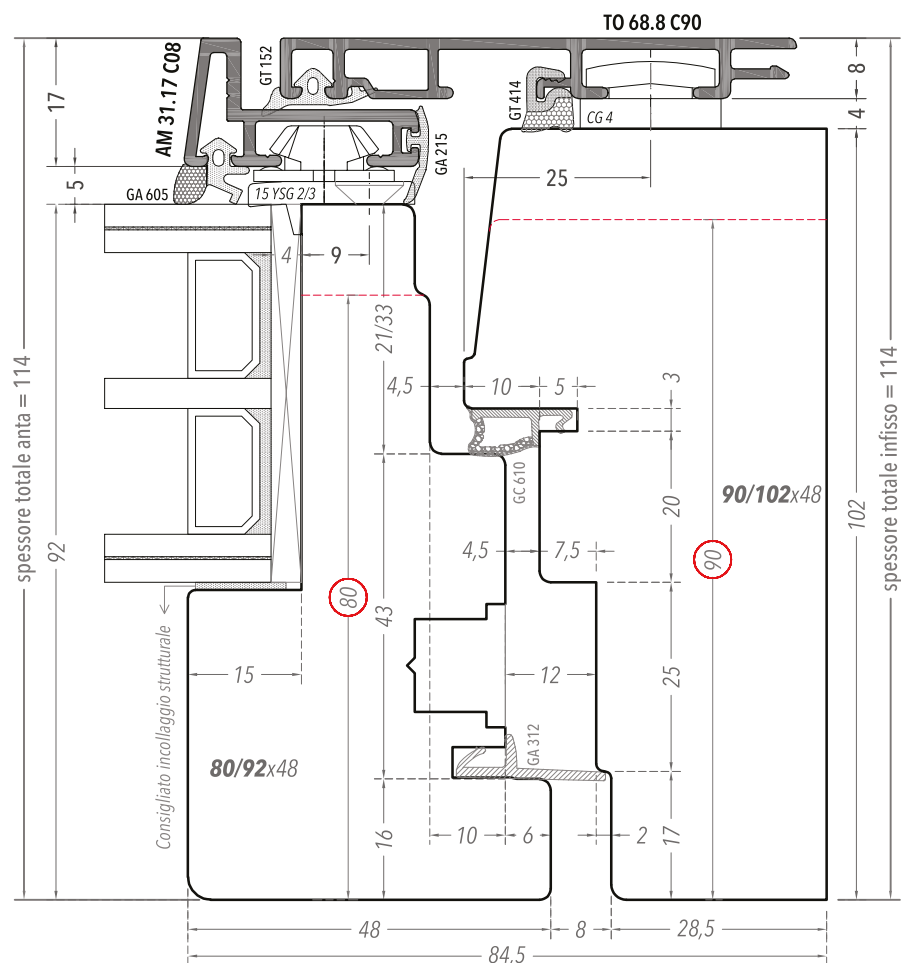 TO 68.8 C90
AM 31.17 C08
GT 152
GT 414
CG 4
GA 215
GA 605
15 YSG 2/3
17
5
8
4
25
4
9
21/33
4,5
10
5
3
spessore totale anta = 114
92
spessore totale infisso = 114
102
90/102x48
GC 610
20
4,5
7,5
90
80
43
Consigliato incollaggio strutturale
15
12
25
GA 312
80/92x48
16
10
6
2
17
48
8
28,5
84,5